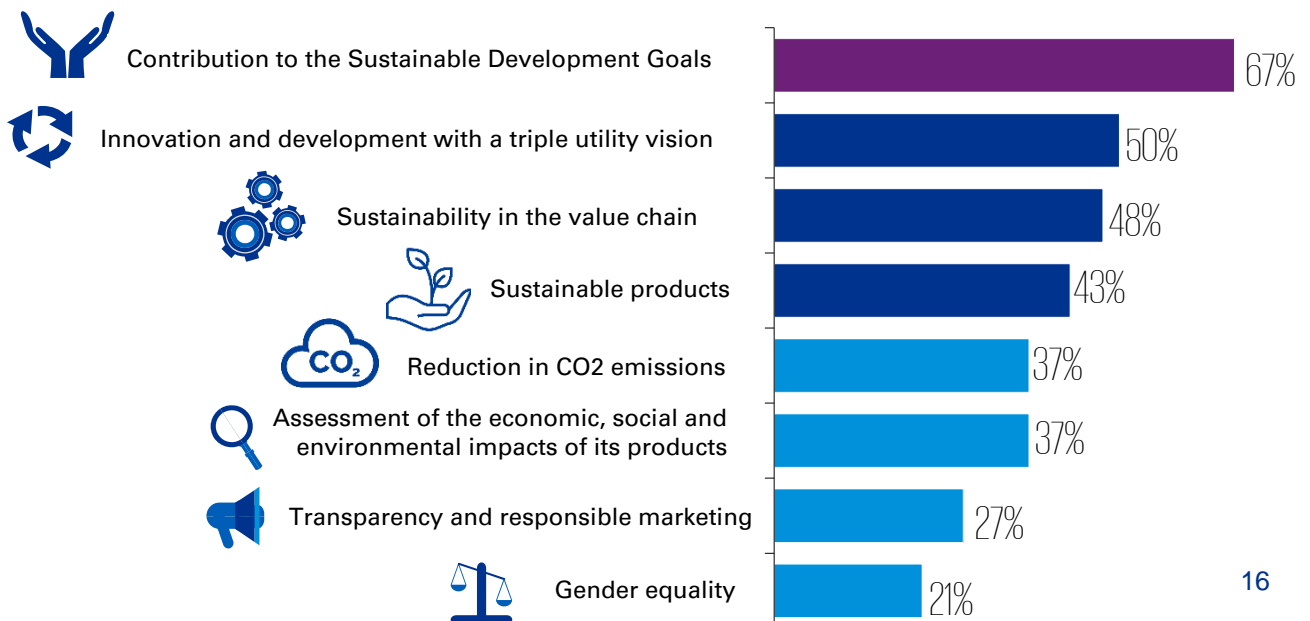 Contribution to the Sustainable Development Goals
67%
Innovation and development with a triple utility vision
50%
Sustainability in the value chain
48%
Sustainable products
43%
CO2
Reduction in CO2 emissions
37%
Assessment of the economic, social and
environmental impacts of its products
37%
Transparency and responsible marketing
27%
Gender equality
21%
16